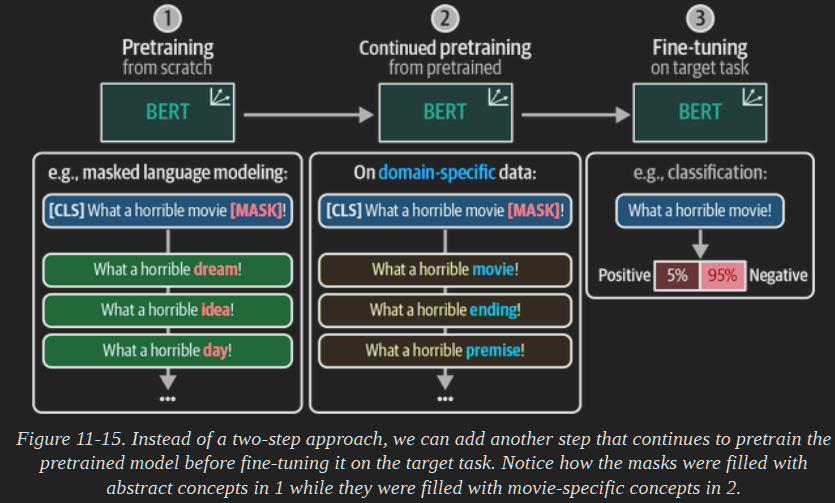 1
Pretraining
from scratch
BERT
e.g., masked language modeling:
[CLS] What a horrible movie [MASK]!
What a horrible dream!
What a horrible idea!
What a horrible day!
...
2
Continued pretraining
from pretrained
BERT
On domain-specific data:
[CLS] What a horrible movie [MASK]!
What a horrible movie!
What a horrible ending!
What a horrible premise!
...
3
Fine-tuning
on target task
BERT
e.g., classification:
What a horrible movie!
Positive 5% 95% Negative
Figure 11-15. Instead of a two-step approach, we can add another step that continues to pretrain the
pretrained model before fine-tuning it on the target task. Notice how the masks were filled with
abstract concepts in 1 while they were filled with movie-specific concepts in 2.